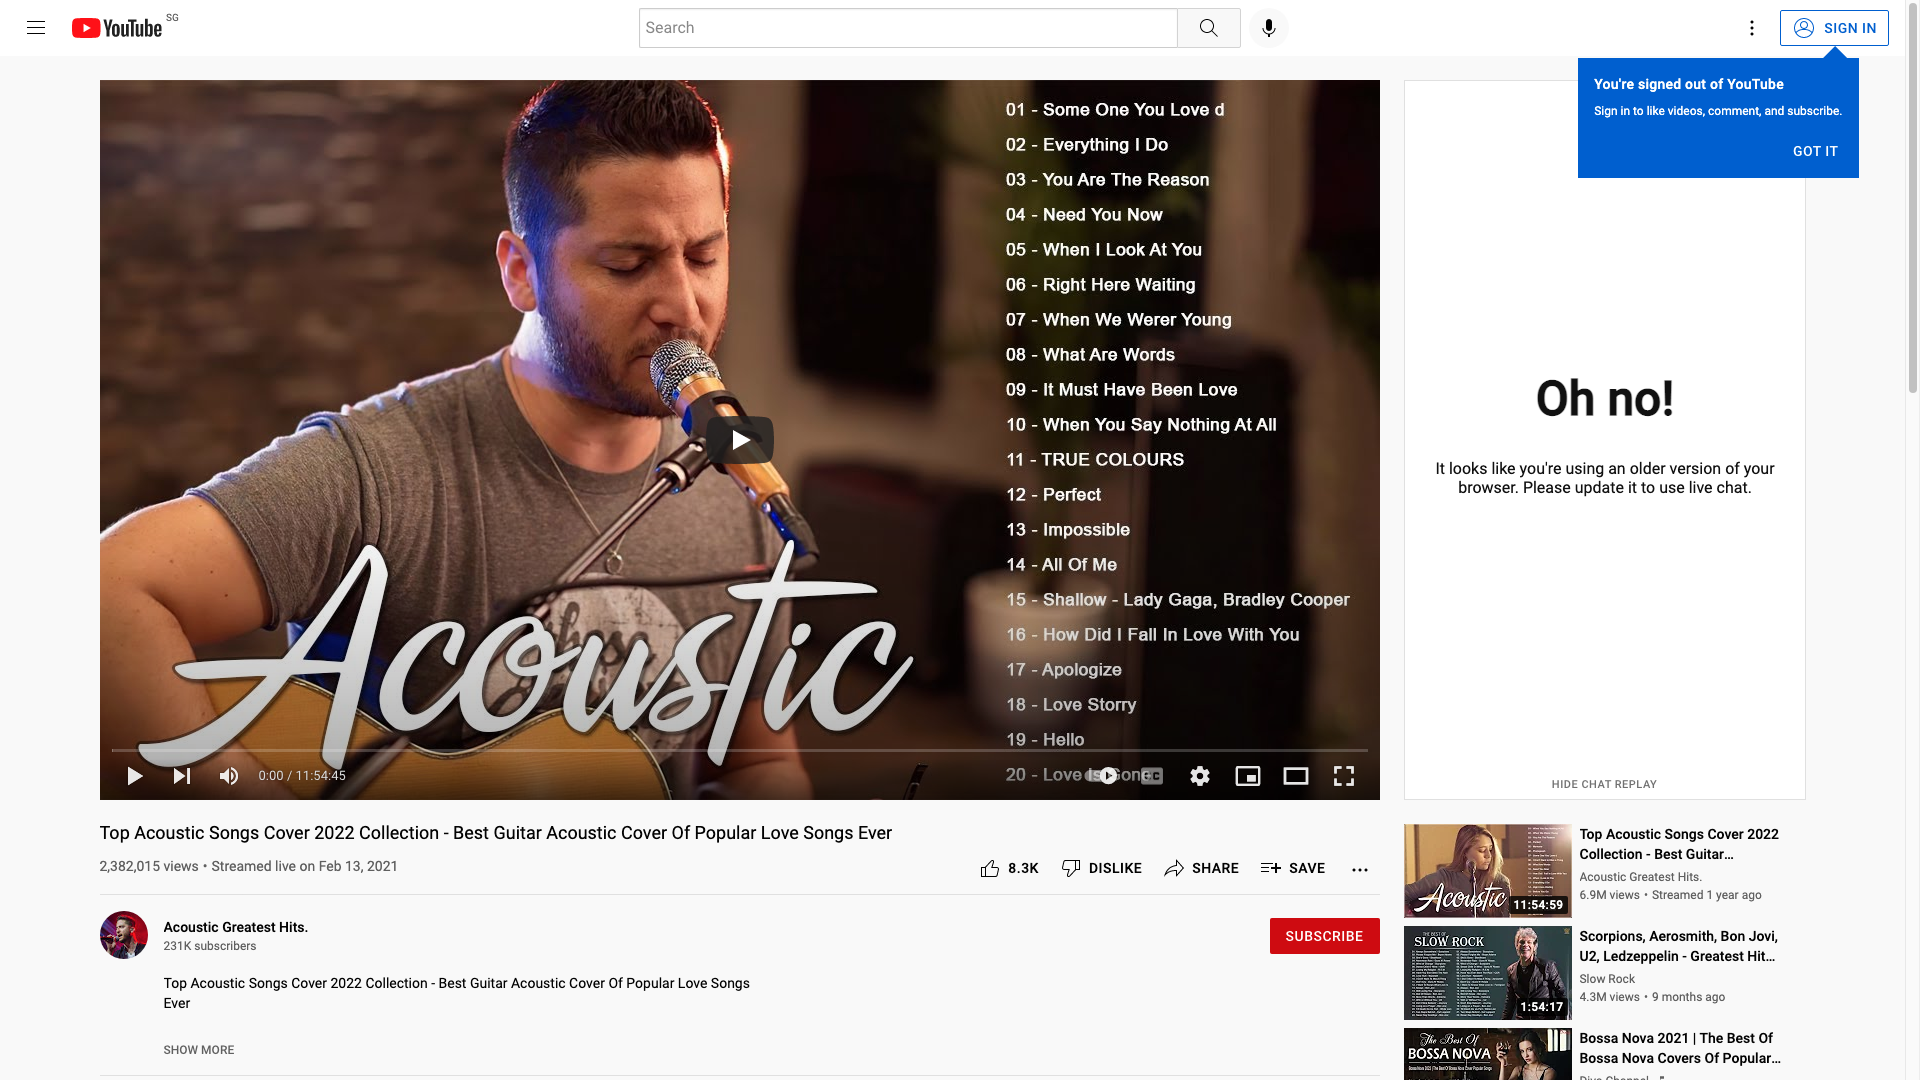 YouTube SG
Search
SIGN IN
You're signed out of YouTube
Sign in to like videos, comment, and subscribe.
GOT IT
01 - Some One You Love d
02 - Everything I Do
03 - You Are The Reason
04 - Need You Now
05 - When I Look At You
06 - Right Here Waiting
07 - When We Werer Young
08 - What Are Words
09 - It Must Have Been Love
10 - When You Say Nothing At All
11 - TRUE COLOURS
12 - Perfect
13 - Impossible
14 - All Of Me
15 - Shallow - Lady Gaga, Bradley Cooper
16 - How Did I Fall In Love With You
17 - Apologize
18 - Love Storry
19 - Hello
20 - Love Is Gone
Acoustic
0:00 / 11:54:45
Oh no!
It looks like you're using an older version of your
browser. Please update it to use live chat.
HIDE CHAT REPLAY
Top Acoustic Songs Cover 2022 Collection - Best Guitar Acoustic Cover Of Popular Love Songs Ever
2,382,015 views • Streamed live on Feb 13, 2021
8.3K
DISLIKE
SHARE
SAVE
Acoustic Greatest Hits.
231K subscribers
SUBSCRIBE
Top Acoustic Songs Cover 2022 Collection - Best Guitar Acoustic Cover Of Popular Love Songs
Ever
SHOW MORE
Acoustic
11:54:59
Top Acoustic Songs Cover 2022
Collection - Best Guitar…
Acoustic Greatest Hits.
6.9M views • Streamed 1 year ago
THE BEST OF
SLOW ROCK
1:54:17
Scorpions, Aerosmith, Bon Jovi,
U2, Ledzeppelin - Greatest Hit…
Slow Rock
4.3M views • 9 months ago
The Best Of
BOSSA NOVA
Bossa Nova 2021 | The Best Of
Bossa Nova Covers Of Popular…